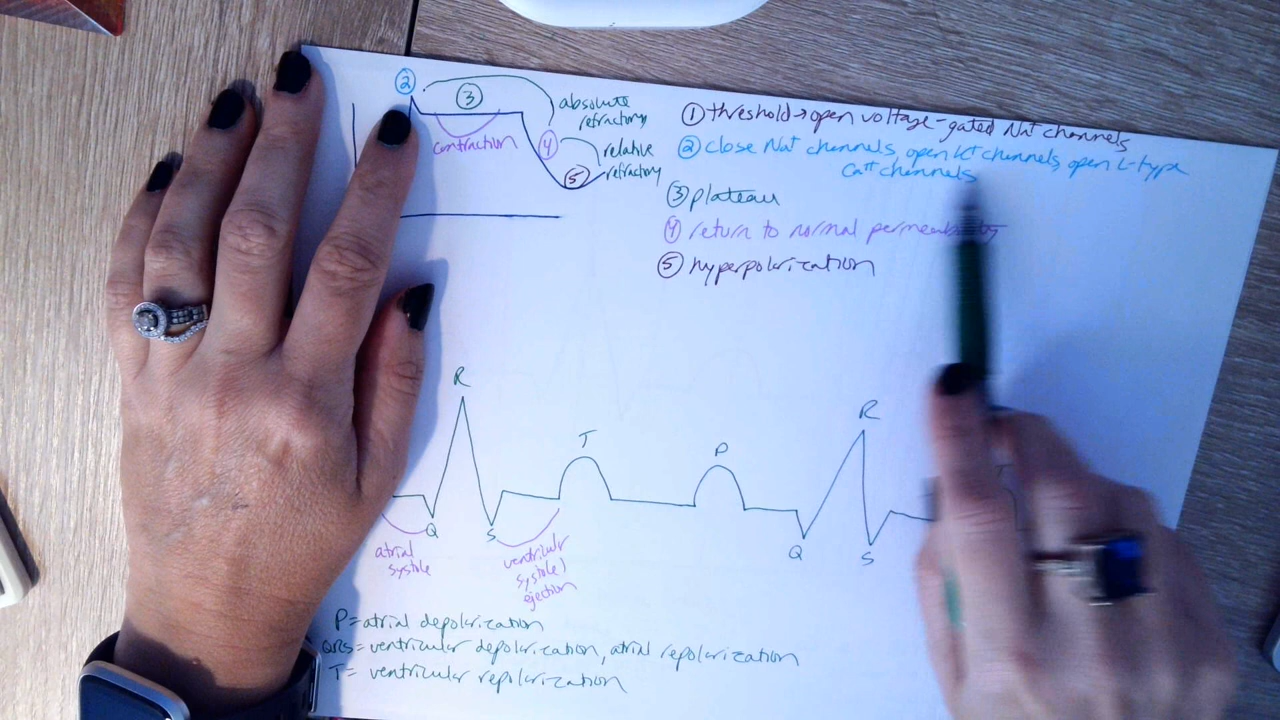 ②
③
absolute
refractory
contraction
④
relative
refractory
⑤
① threshold→open voltage-gated Na+ channels
② close Na+ channels, open K+ channels, open L-type
Ca++ channels
③ plateau
④ return to normal permeability
⑤ hyperpolarization
R
T
P
R
T
Q
S
Q
S
atrial
systole
ventricular
systole/
ejection
P=atrial depolarization
QRS=ventricular depolarization, atrial repolarization
T= ventricular repolarization